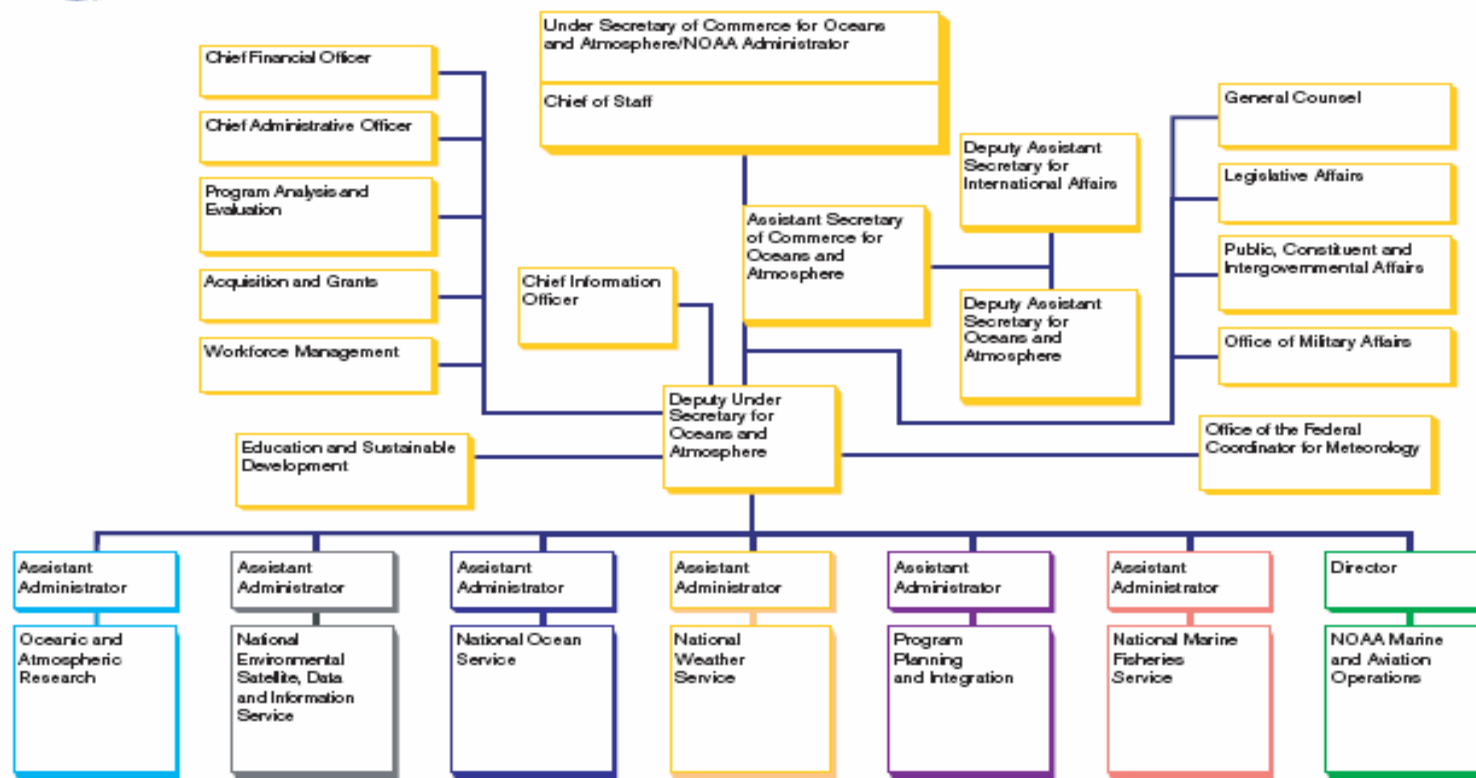 Under Secretary of Commerce for Oceans
and Atmosphere/NOAA Administrator
Chief of Staff
Chief Financial Officer
Chief Administrative Officer
Program Analysis and
Evaluation
Acquisition and Grants
Workforce Management
Chief Information
Officer
Assistant Secretary
of Commerce for
Oceans and
Atmosphere
Deputy Assistant
Secretary for
International Affairs
Deputy Assistant
Secretary for
Oceans and
Atmosphere
General Counsel
Legislative Affairs
Public, Constituent and
Intergovernmental Affairs
Office of Military Affairs
Deputy Under
Secretary for
Oceans and
Atmosphere
Education and Sustainable
Development
Office of the Federal
Coordinator for Meteorology
Assistant
Administrator
Oceanic and
Atmospheric
Research
Assistant
Administrator
National
Environmental
Satellite, Data
and Information
Service
Assistant
Administrator
National Ocean
Service
Assistant
Administrator
National
Weather
Service
Assistant
Administrator
Program
Planning
and Integration
Assistant
Administrator
National Marine
Fisheries
Service
Director
NOAA Marine
and Aviation
Operations